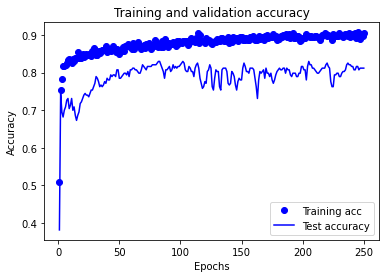 Training and validation accuracy
Accuracy
0.9
0.8
0.7
0.6
0.5
0.4
Training acc
Test accuracy
0
50
100
150
200
250
Epochs